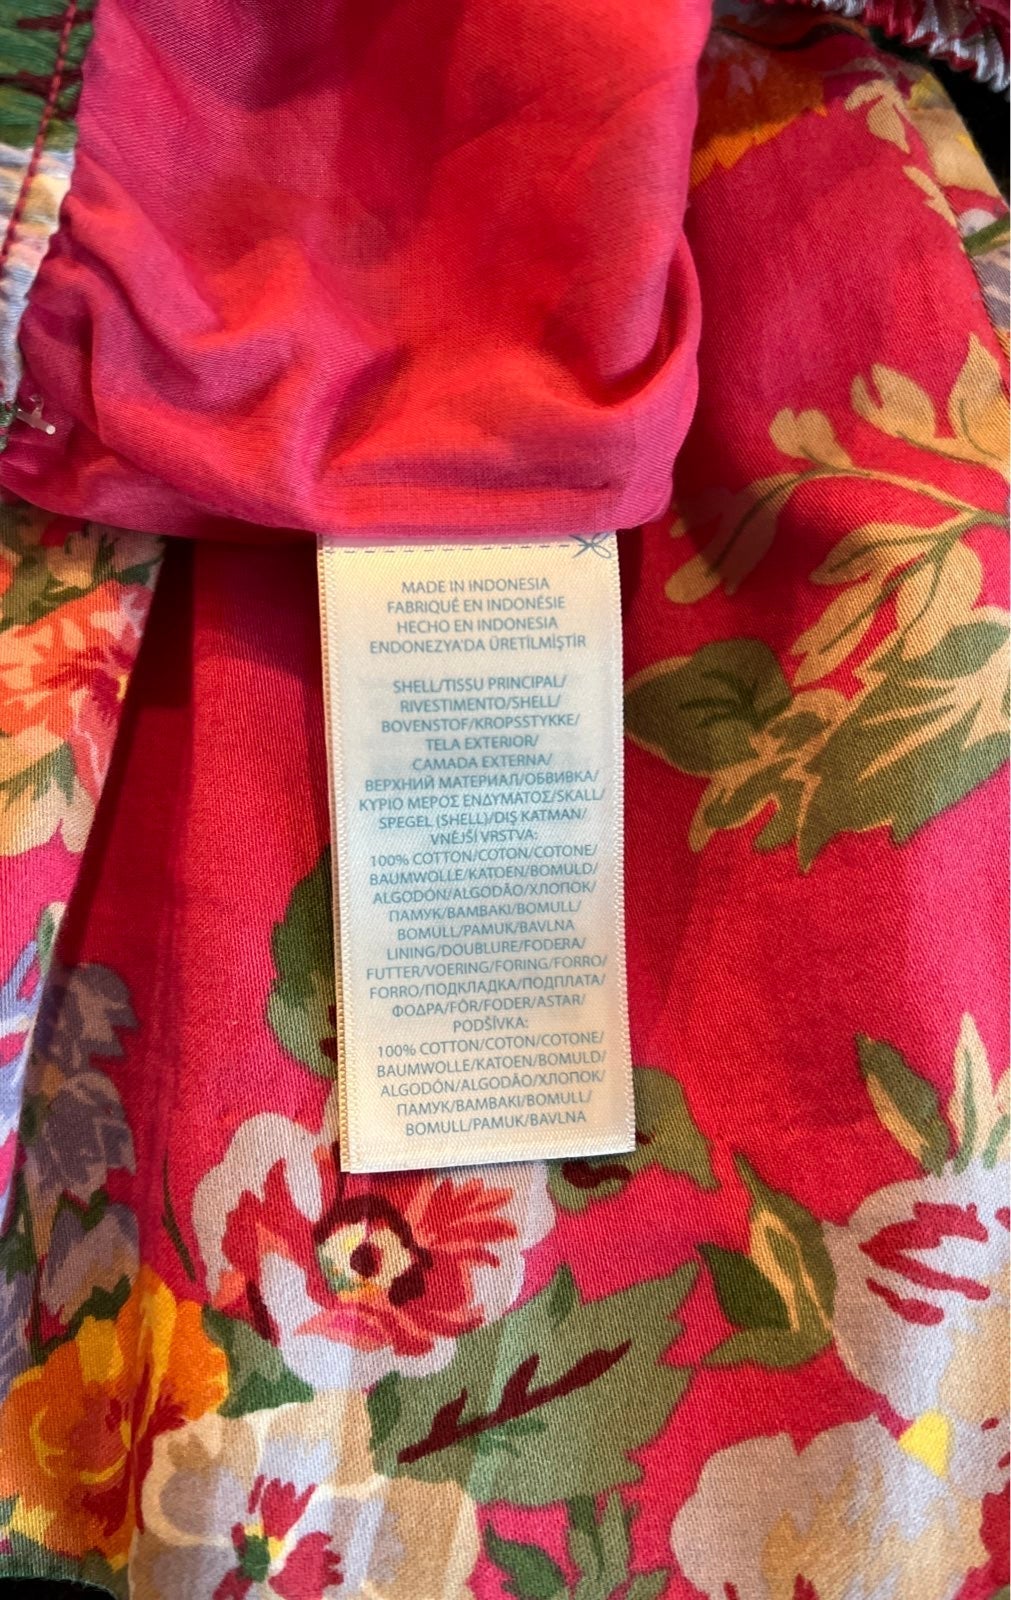 MADE IN INDONESIA
FABRIQUÉ EN INDONÉSIE
HECHO EN INDONESIA
ENDONEZYA'DA ÜRETİLMİŞTİR
SHELL/TISSU PRINCIPAL/
RIVESTIMENTO/SHELL/
BOVENSTOF/KROPSSTYKKE/
TELA EXTERIOR/
CAMADA EXTERNA/
ВЕРХНИЙ МАТЕРИАЛ/ОБВИВКА/
ΚΥΡΙΟ ΜΕΡΟΣ ΕΝΔΥΜΑΤΟΣ/SKALL/
SPEGEL (SHELL)/DIŞ KATMAN/
VNĚJŠÍ VRSTVA:
100% COTTON/COTON/COTONE/
BAUMWOLLE/KATOEN/BOMULD/
ALGODÓN/ALGODÃO/ХЛОПОК/
ПАМУК/BAMBAKI/BOMULL/
BOMULL/PAMUK/BAVLNA
LINING/DOUBLURE/FODERA/
FUTTER/VOERING/FORING/FORRO/
FORRO/ПОДКЛАДКА/ПОДПЛАТА/
ΦΟΔΡΑ/FÔR/FODER/ASTAR/
PODŠÍVKA:
100% COTTON/COTON/COTONE/
BAUMWOLLE/KATOEN/BOMULD/
ALGODÓN/ALGODÃO/ХЛОПОК/
ПАМУК/BAMBAKI/BOMULL/
BOMULL/PAMUK/BAVLNA